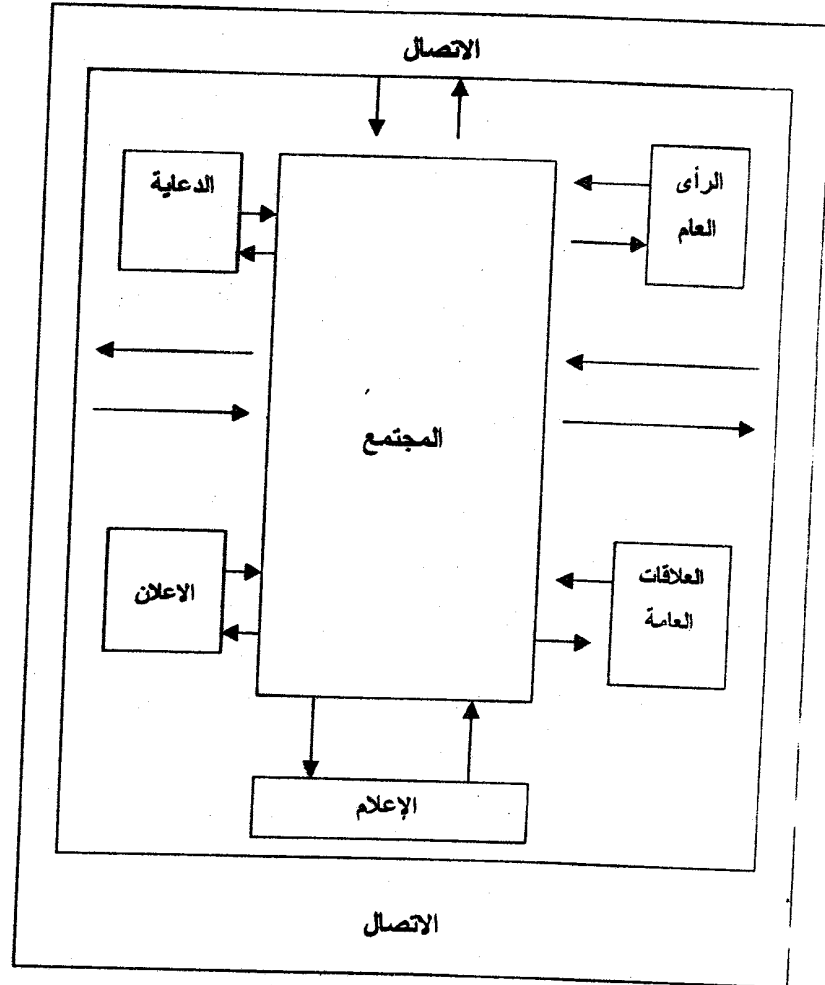 الاتصال
الرأى
العام
الدعاية
المجتمع
العلاقات
العامة
الاعلان
الإعلام
الاتصال